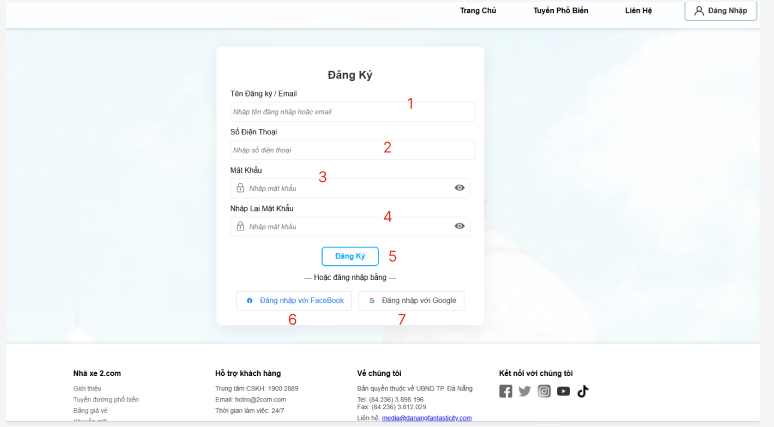 Trang Chủ Tuyến Phổ Biến Liên Hệ Đăng Nhập
Đăng Ký
Tên Đăng ký / Email
1
Nhập tên đăng nhập hoặc email
Số Điện Thoại
Nhập số điện thoại 2
Mật Khẩu
3
Nhập mật khẩu
Nhập Lại Mật Khẩu
4
Nhập mật khẩu
Đăng Ký 5
--- Hoặc đăng nhập bằng ---
Đăng nhập với FaceBook Đăng nhập với Google
6 7
Nhà xe 2.com Hỗ trợ khách hàng Về chúng tôi Kết nối với chúng tôi
Giới thiệu Trung tâm CSKH: 1900 2889 Bản quyền thuộc về UBND TP. Đà Nẵng
Tuyến đường phổ biến Email: hotro@2com.com Tel: (84.236) 3.898.196
Bảng giá vé Thời gian làm việc: 24/7 Fax: (84.236) 3.812.029
Liên hệ: media@danangfantasticity.com